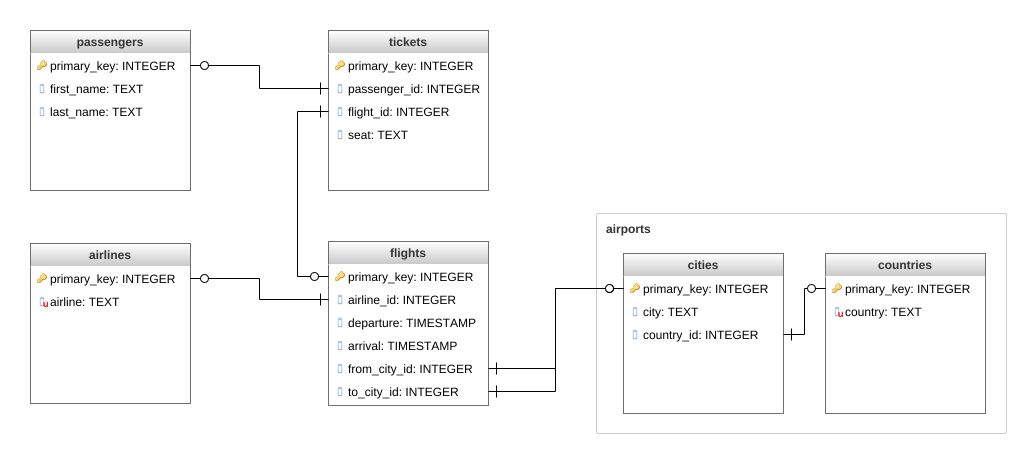 passengers
primary_key: INTEGER
first_name: TEXT
last_name: TEXT
tickets
primary_key: INTEGER
passenger_id: INTEGER
flight_id: INTEGER
seat: TEXT
airlines
primary_key: INTEGER
u airline: TEXT
flights
primary_key: INTEGER
airline_id: INTEGER
departure: TIMESTAMP
arrival: TIMESTAMP
from_city_id: INTEGER
to_city_id: INTEGER
airports
cities
primary_key: INTEGER
city: TEXT
country_id: INTEGER
countries
primary_key: INTEGER
u country: TEXT